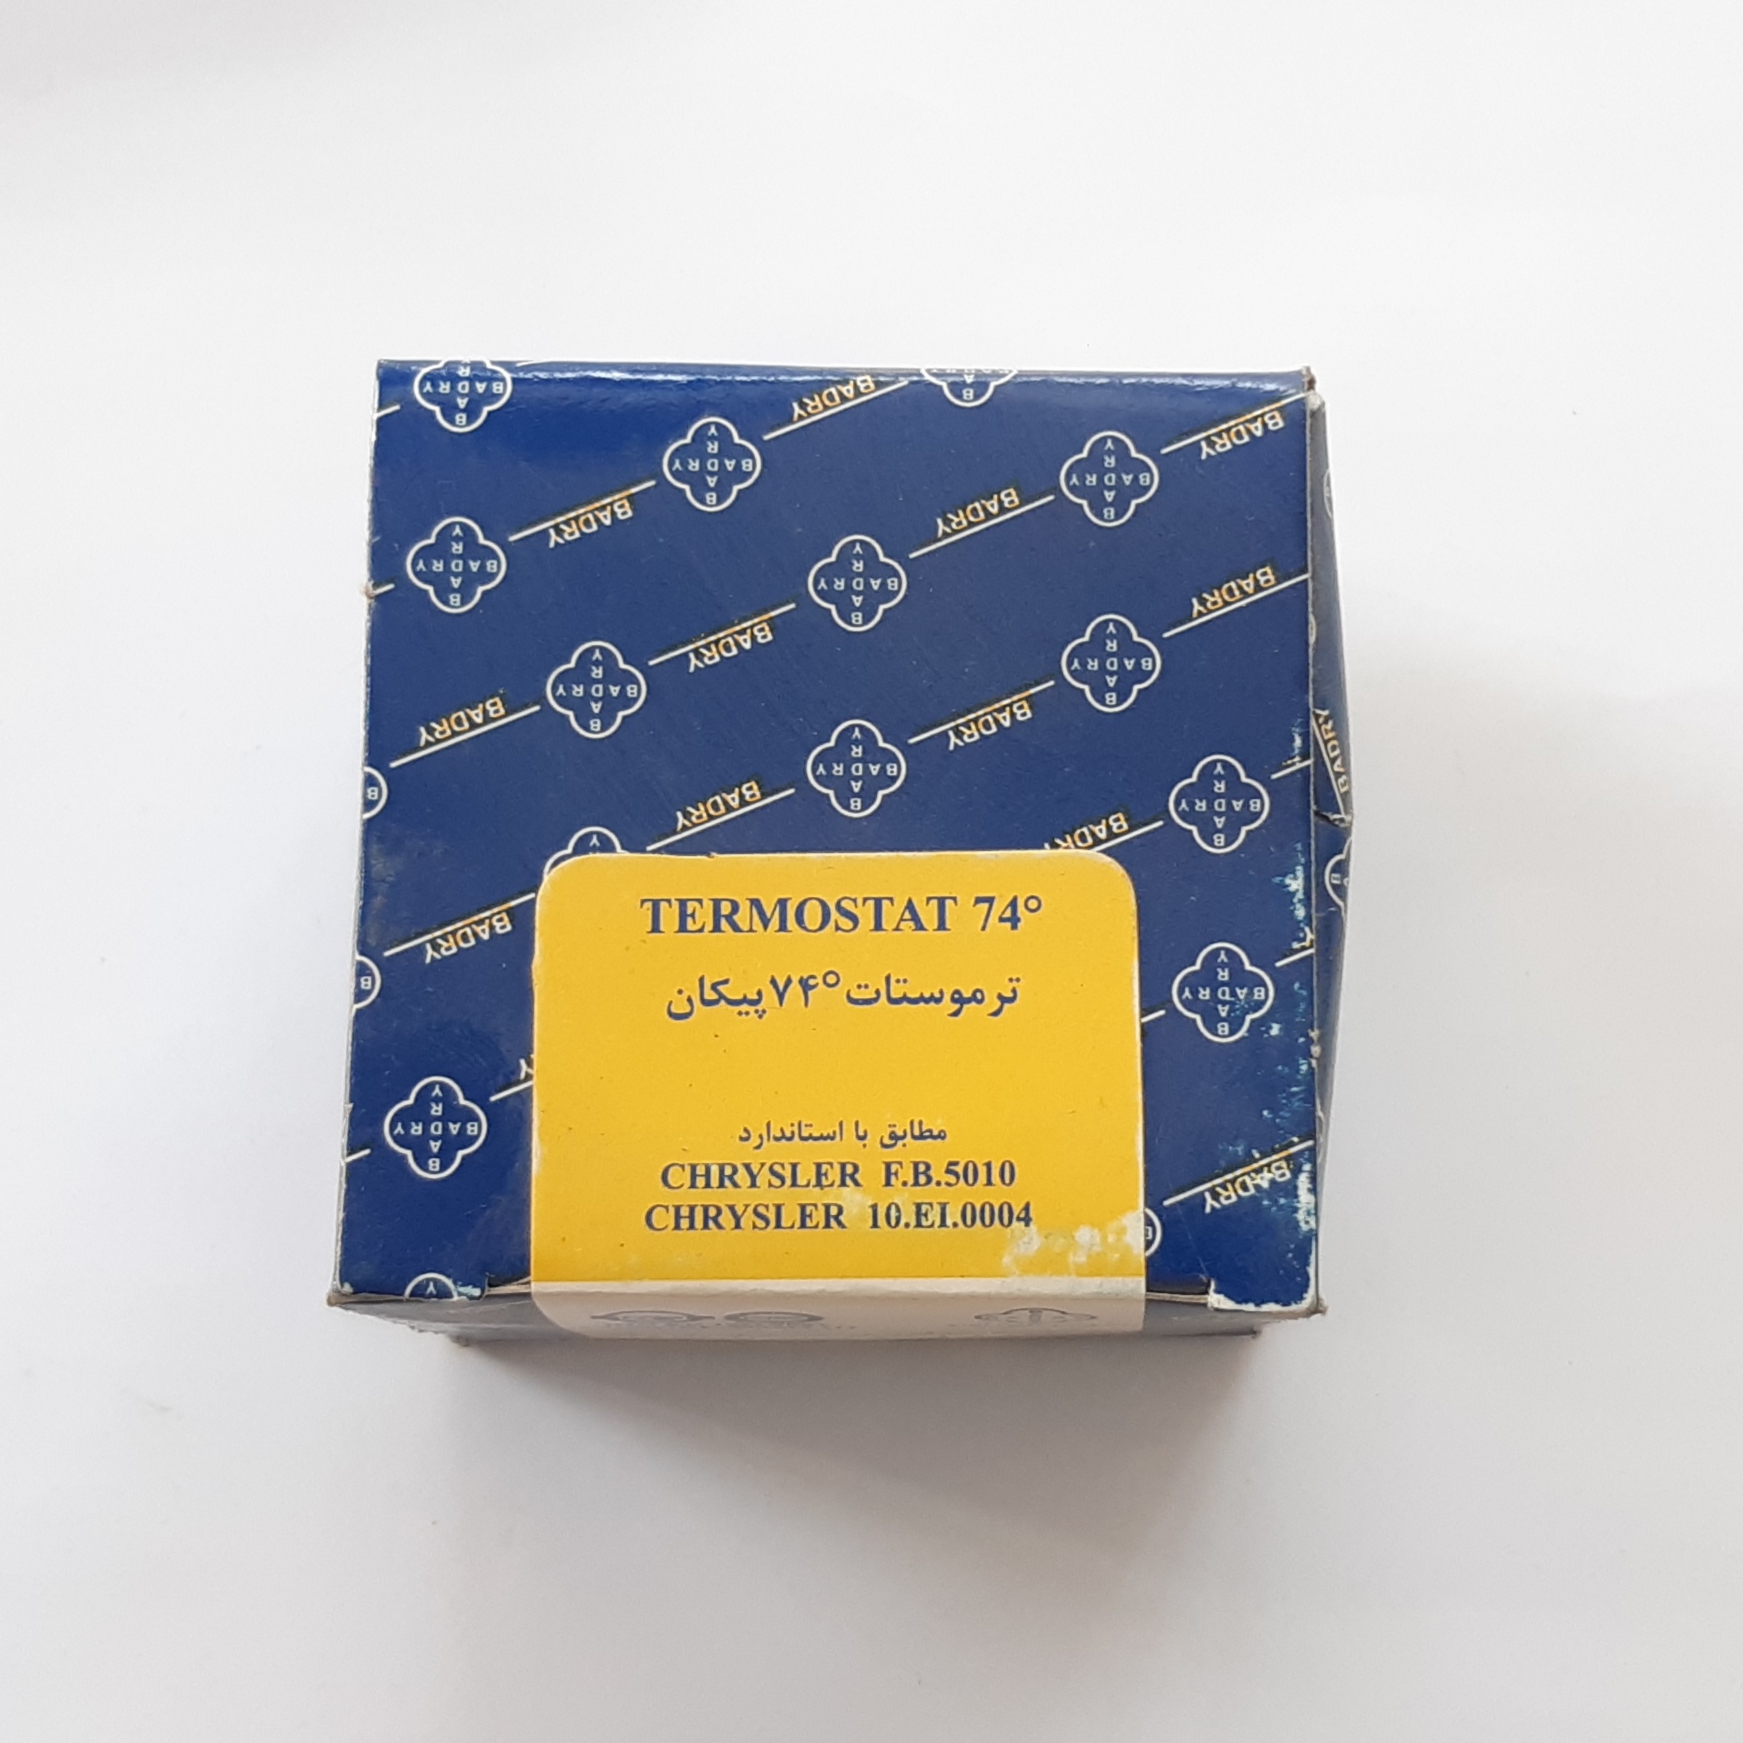 BADRY
TERMOSTAT 74°
ترموستات °۷۴ پیکان
مطابق با استاندارد
CHRYSLER F.B.5010
CHRYSLER 10.EI.0004